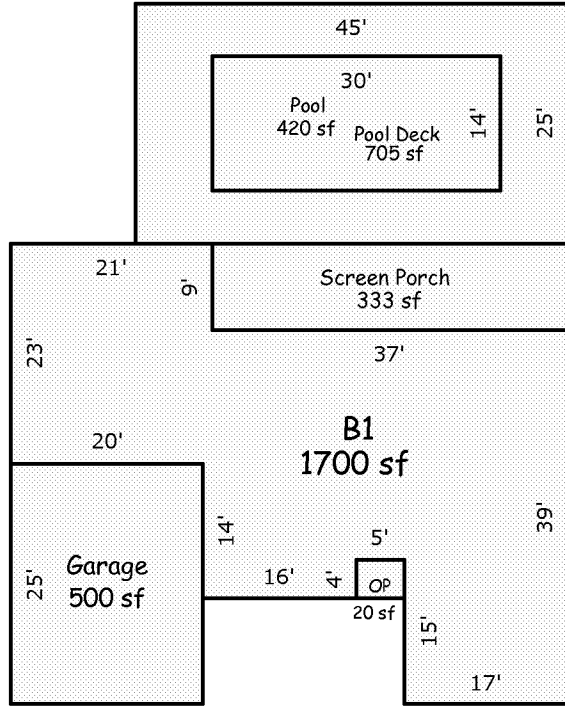 45'
30'
Pool
420 sf
Pool Deck
705 sf
14'
25'
21'
9'
Screen Porch
333 sf
23'
37'
B1
1700 sf
20'
14'
39'
5'
Garage
500 sf
25'
16'
4'
OP
20 sf
15'
17'